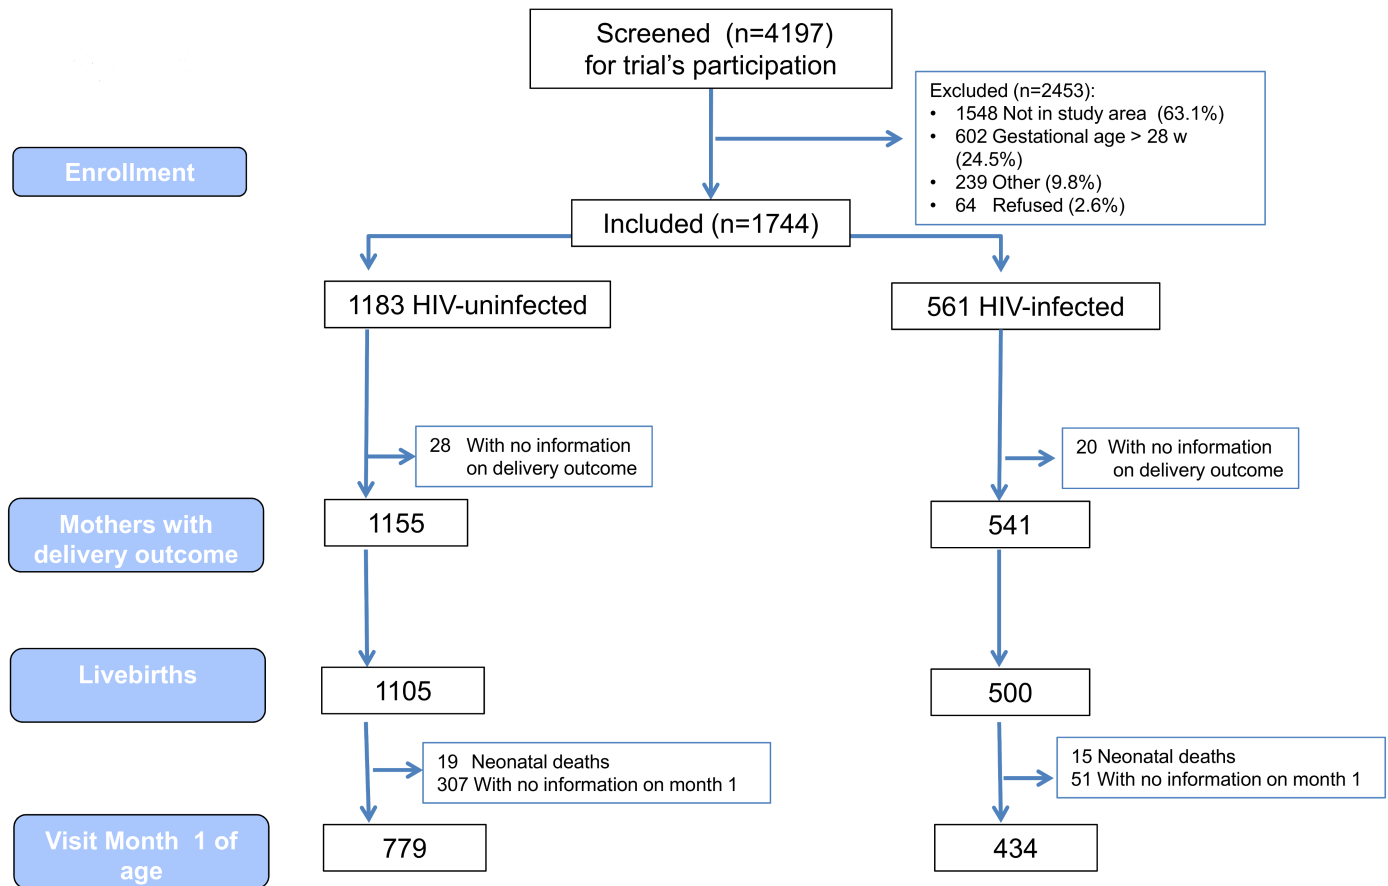 Screened (n=4197)
for trial's participation
Excluded (n=2453):
• 1548 Not in study area (63.1%)
• 602 Gestational age > 28 w
(24.5%)
• 239 Other (9.8%)
• 64 Refused (2.6%)
Enrollment
Included (n=1744)
1183 HIV-uninfected
561 HIV-infected
28 With no information
on delivery outcome
20 With no information
on delivery outcome
Mothers with
delivery outcome
1155
541
Livebirths
1105
500
19 Neonatal deaths
307 With no information on month 1
15 Neonatal deaths
51 With no information on month 1
Visit Month 1 of
age
779
434